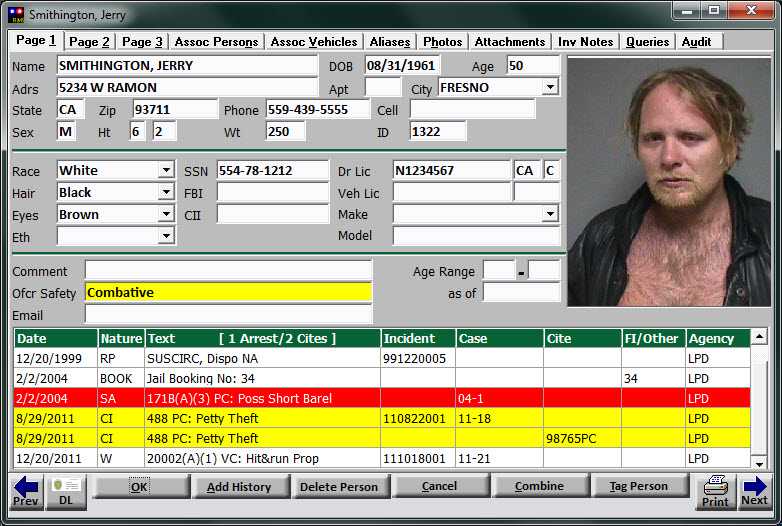 Smithington, Jerry
Page 1 Page 2 Page 3 Assoc Persons Assoc Vehicles Aliases Photos Attachments Inv Notes Queries Audit
Name SMITHINGTON, JERRY DOB 08/31/1961 Age 50
Adrs 5234 W RAMON Apt City FRESNO
State CA Zip 93711 Phone 559-439-5555 Cell
Sex M Ht 6 2 Wt 250 ID 1322
Race White SSN 554-78-1212 Dr Lic N1234567 CA C
Hair Black FBI Veh Lic
Eyes Brown CII Make
Eth Model
Comment Age Range -
Ofcr Safety Combative as of
Email
Date Nature Text [ 1 Arrest/2 Cites ] Incident Case Cite FI/Other Agency
12/20/1999 RP SUSCIRC, Dispo NA 991220005 LPD
2/2/2004 BOOK Jail Booking No: 34 34 LPD
2/2/2004 SA 171B(A)(3) PC: Poss Short Barel 04-1 LPD
8/29/2011 CI 488 PC: Petty Theft 110822001 11-18 LPD
8/29/2011 CI 488 PC: Petty Theft 98765PC LPD
12/20/2011 W 20002(A)(1) VC: Hit&run Prop 111018001 11-21 LPD
Prev DL OK Add History Delete Person Cancel Combine Tag Person Print Next